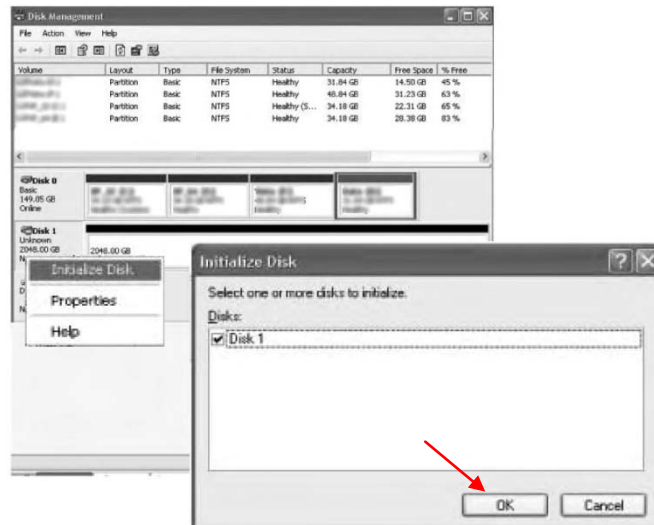 Disk Management
File Action View Help
Volume Layout Type File System Status Capacity Free Space % Free
Partition Basic NTFS Healthy 31.84 GB 14.50 GB 45 %
Partition Basic NTFS Healthy 48.84 GB 31.23 GB 63 %
Partition Basic NTFS Healthy (S... 34.18 GB 22.31 GB 65 %
Partition Basic NTFS Healthy 34.18 GB 28.38 GB 83 %
Disk 0
Basic
149.05 GB
Online
Disk 1
Unknown
2048.00 GB
2048.00 GB
Initialize Disk
Properties
Help
Initialize Disk
Select one or more disks to initialize.
Disks:
Disk 1
OK Cancel